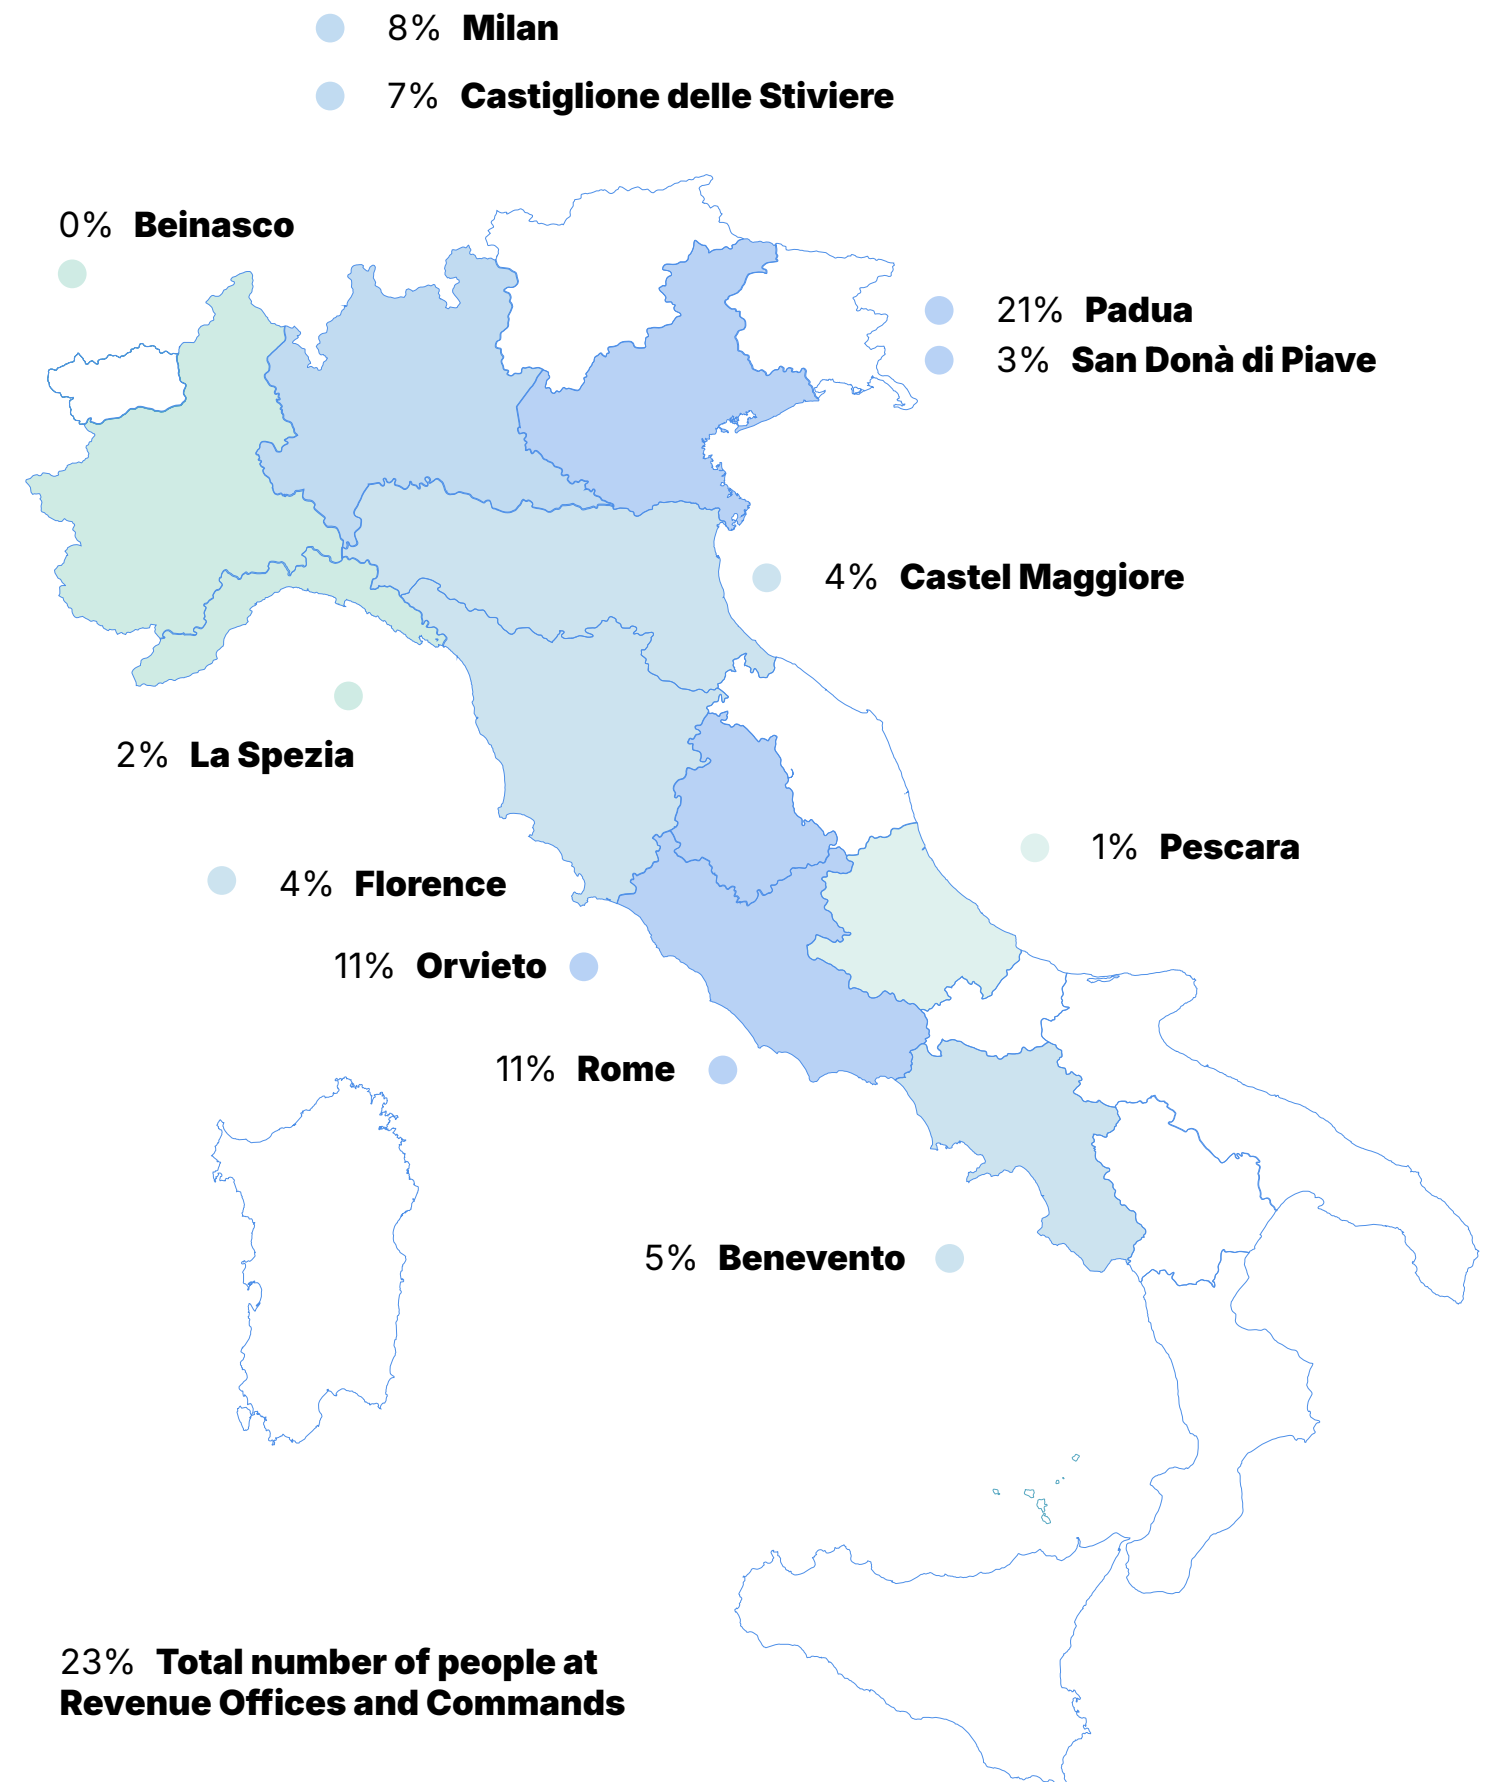 8% Milan
7% Castiglione delle Stiviere
0% Beinasco
21% Padua
3% San Donà di Piave
4% Castel Maggiore
2% La Spezia
1% Pescara
4% Florence
11% Orvieto
11% Rome
5% Benevento
23% Total number of people at
Revenue Offices and Commands